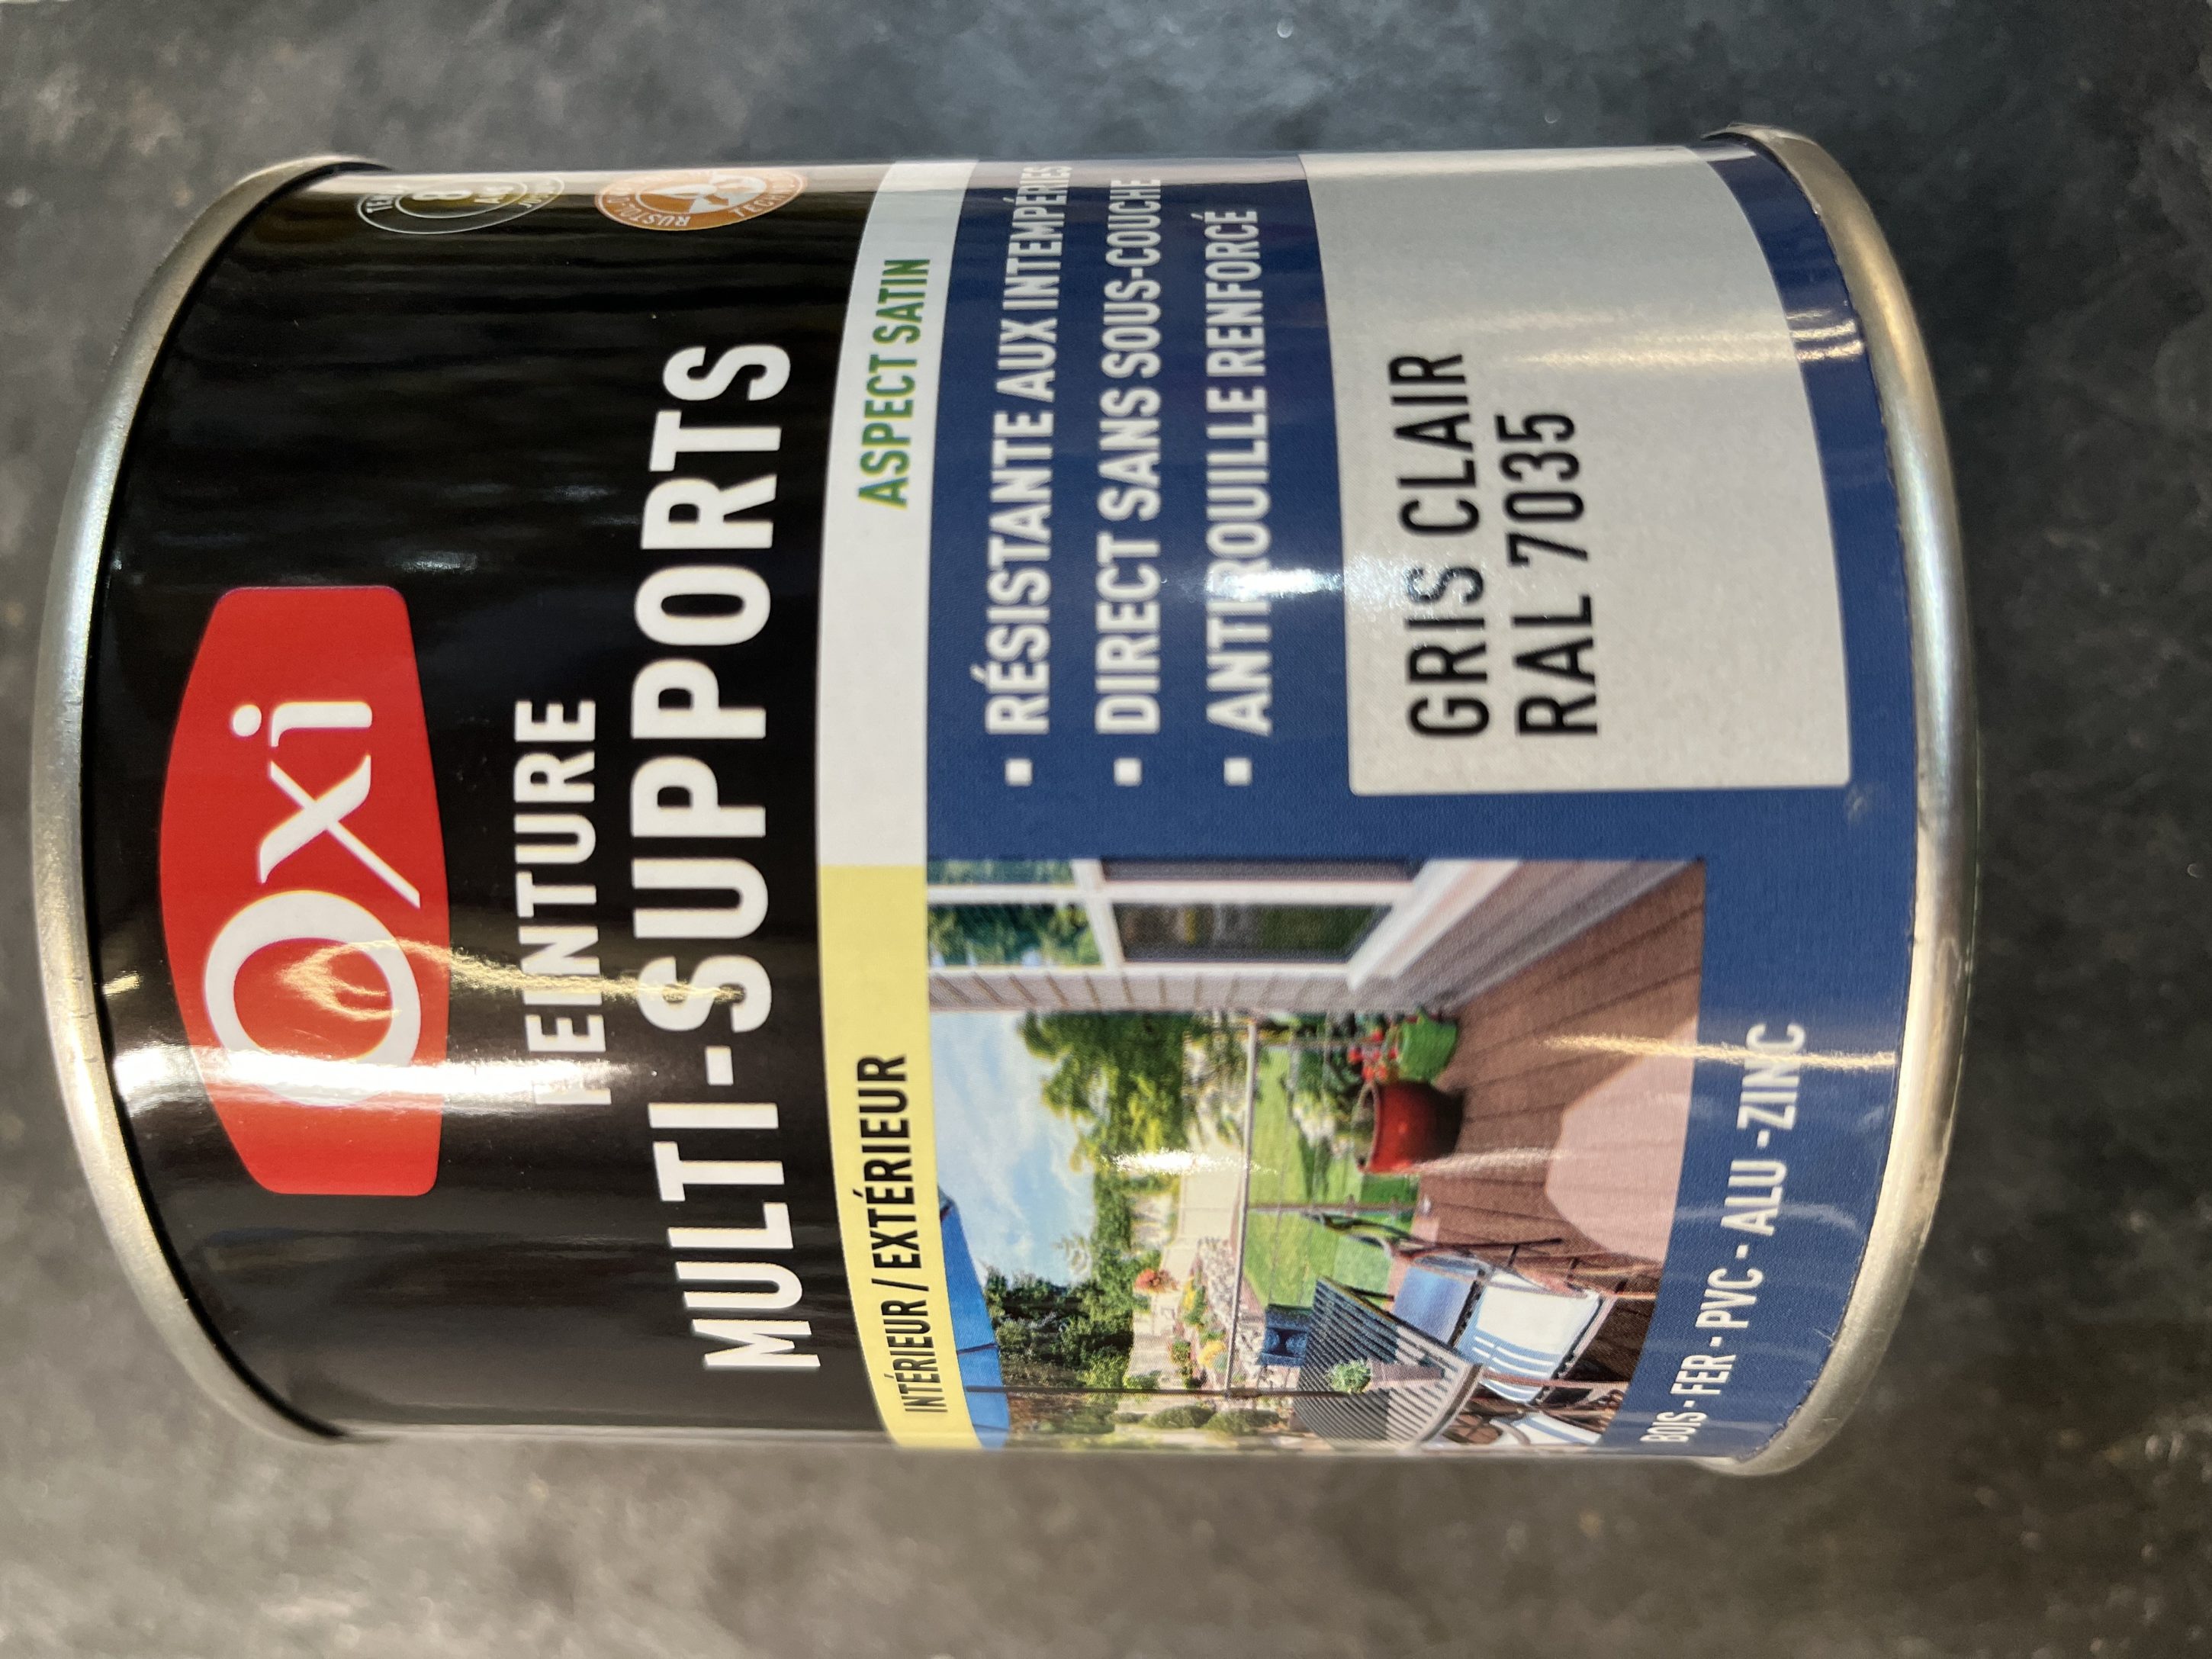 Oxi
PEINTURE
MULTI-SUPPORTS
INTÉRIEUR / EXTÉRIEUR
ASPECT SATIN
RÉSISTANTE AUX INTEMPÉRIES
DIRECT SANS SOUS-COUCHE
ANTIROUILLE RENFORCÉ
GRIS CLAIR
RAL 7035
BOIS - FER - PVC - ALU -ZINC